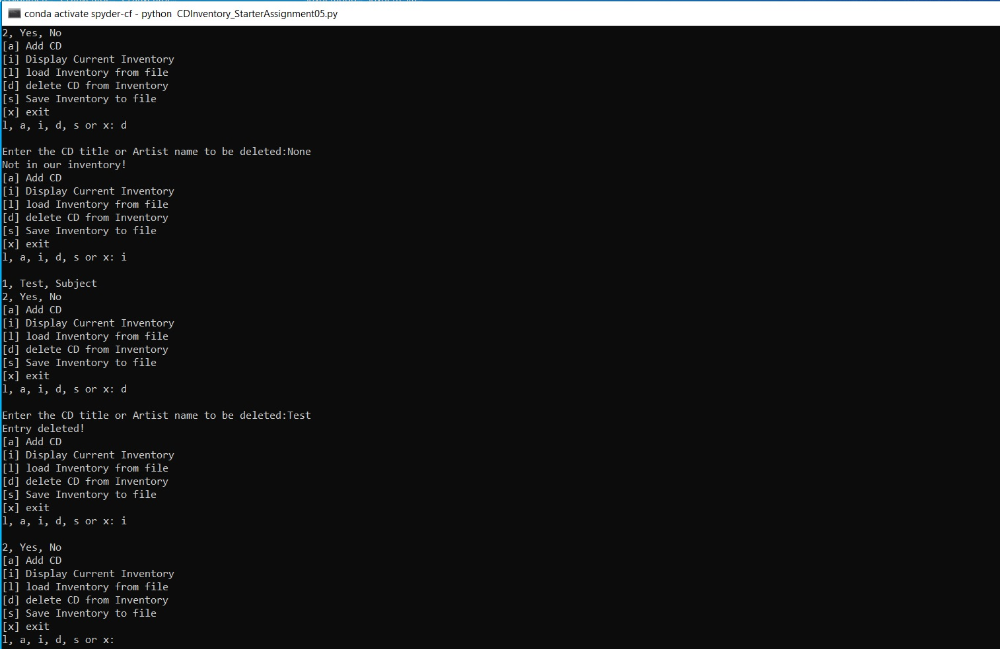 conda activate spyder-cf - python  CDInventory_StarterAssignment05.py
2, Yes, No
[a] Add CD
[i] Display Current Inventory
[l] load Inventory from file
[d] delete CD from Inventory
[s] Save Inventory to file
[x] exit
l, a, i, d, s or x: d
Enter the CD title or Artist name to be deleted:None
Not in our inventory!
[a] Add CD
[i] Display Current Inventory
[l] load Inventory from file
[d] delete CD from Inventory
[s] Save Inventory to file
[x] exit
l, a, i, d, s or x: i
1, Test, Subject
2, Yes, No
[a] Add CD
[i] Display Current Inventory
[l] load Inventory from file
[d] delete CD from Inventory
[s] Save Inventory to file
[x] exit
l, a, i, d, s or x: d
Enter the CD title or Artist name to be deleted:Test
Entry deleted!
[a] Add CD
[i] Display Current Inventory
[l] load Inventory from file
[d] delete CD from Inventory
[s] Save Inventory to file
[x] exit
l, a, i, d, s or x: i
2, Yes, No
[a] Add CD
[i] Display Current Inventory
[l] load Inventory from file
[d] delete CD from Inventory
[s] Save Inventory to file
[x] exit
l, a, i, d, s or x: